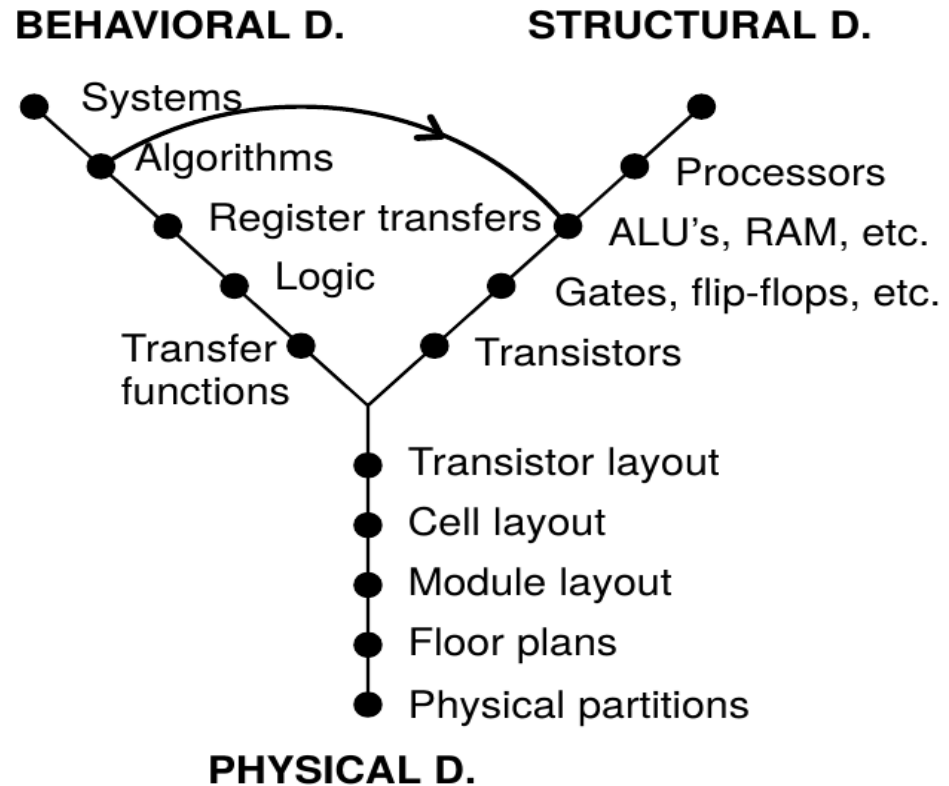 BEHAVIORAL D.
STRUCTURAL D.
Systems
Algorithms
Processors
Register transfers
ALU’s, RAM, etc.
Logic
Gates, flip-flops, etc.
Transfer
functions
Transistors
Transistor layout
Cell layout
Module layout
Floor plans
Physical partitions
PHYSICAL D.